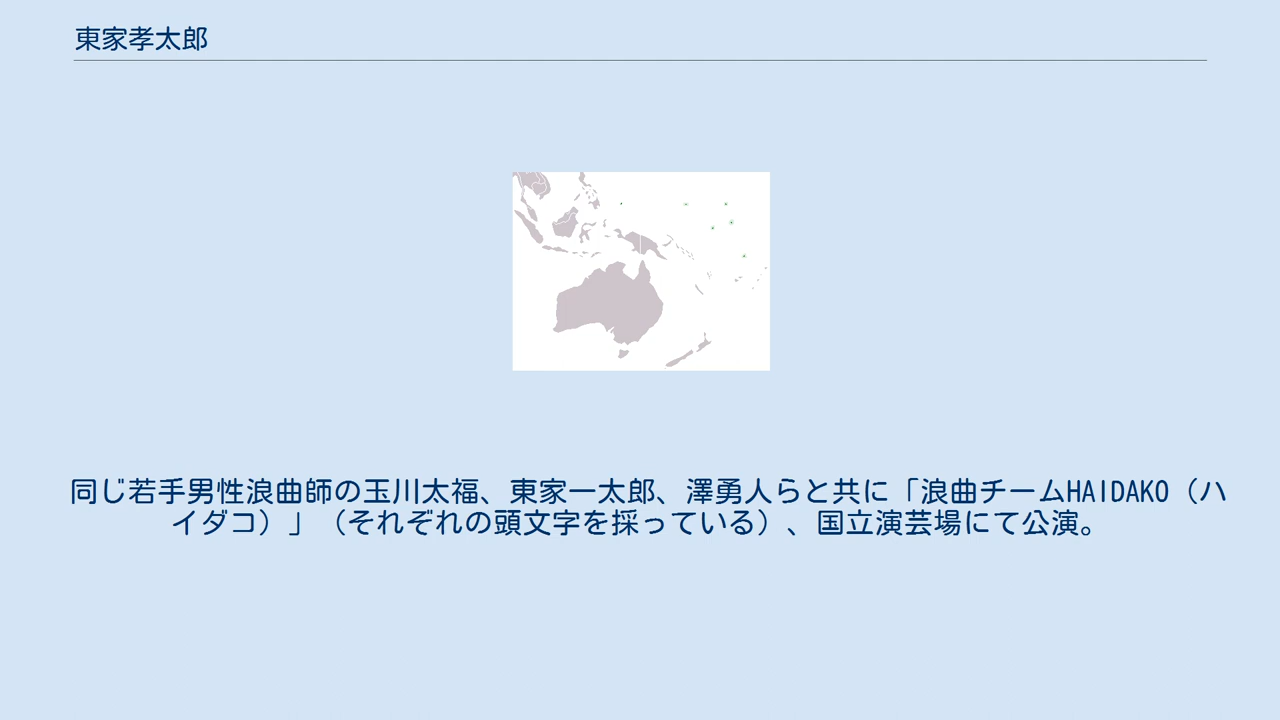 東家孝太郎
同じ若手男性浪曲師の玉川太福、東家一太郎、澤勇人らと共に「浪曲チームHAIDAKO（ハ
イダコ）」（それぞれの頭文字を採っている）、国立演芸場にて公演。